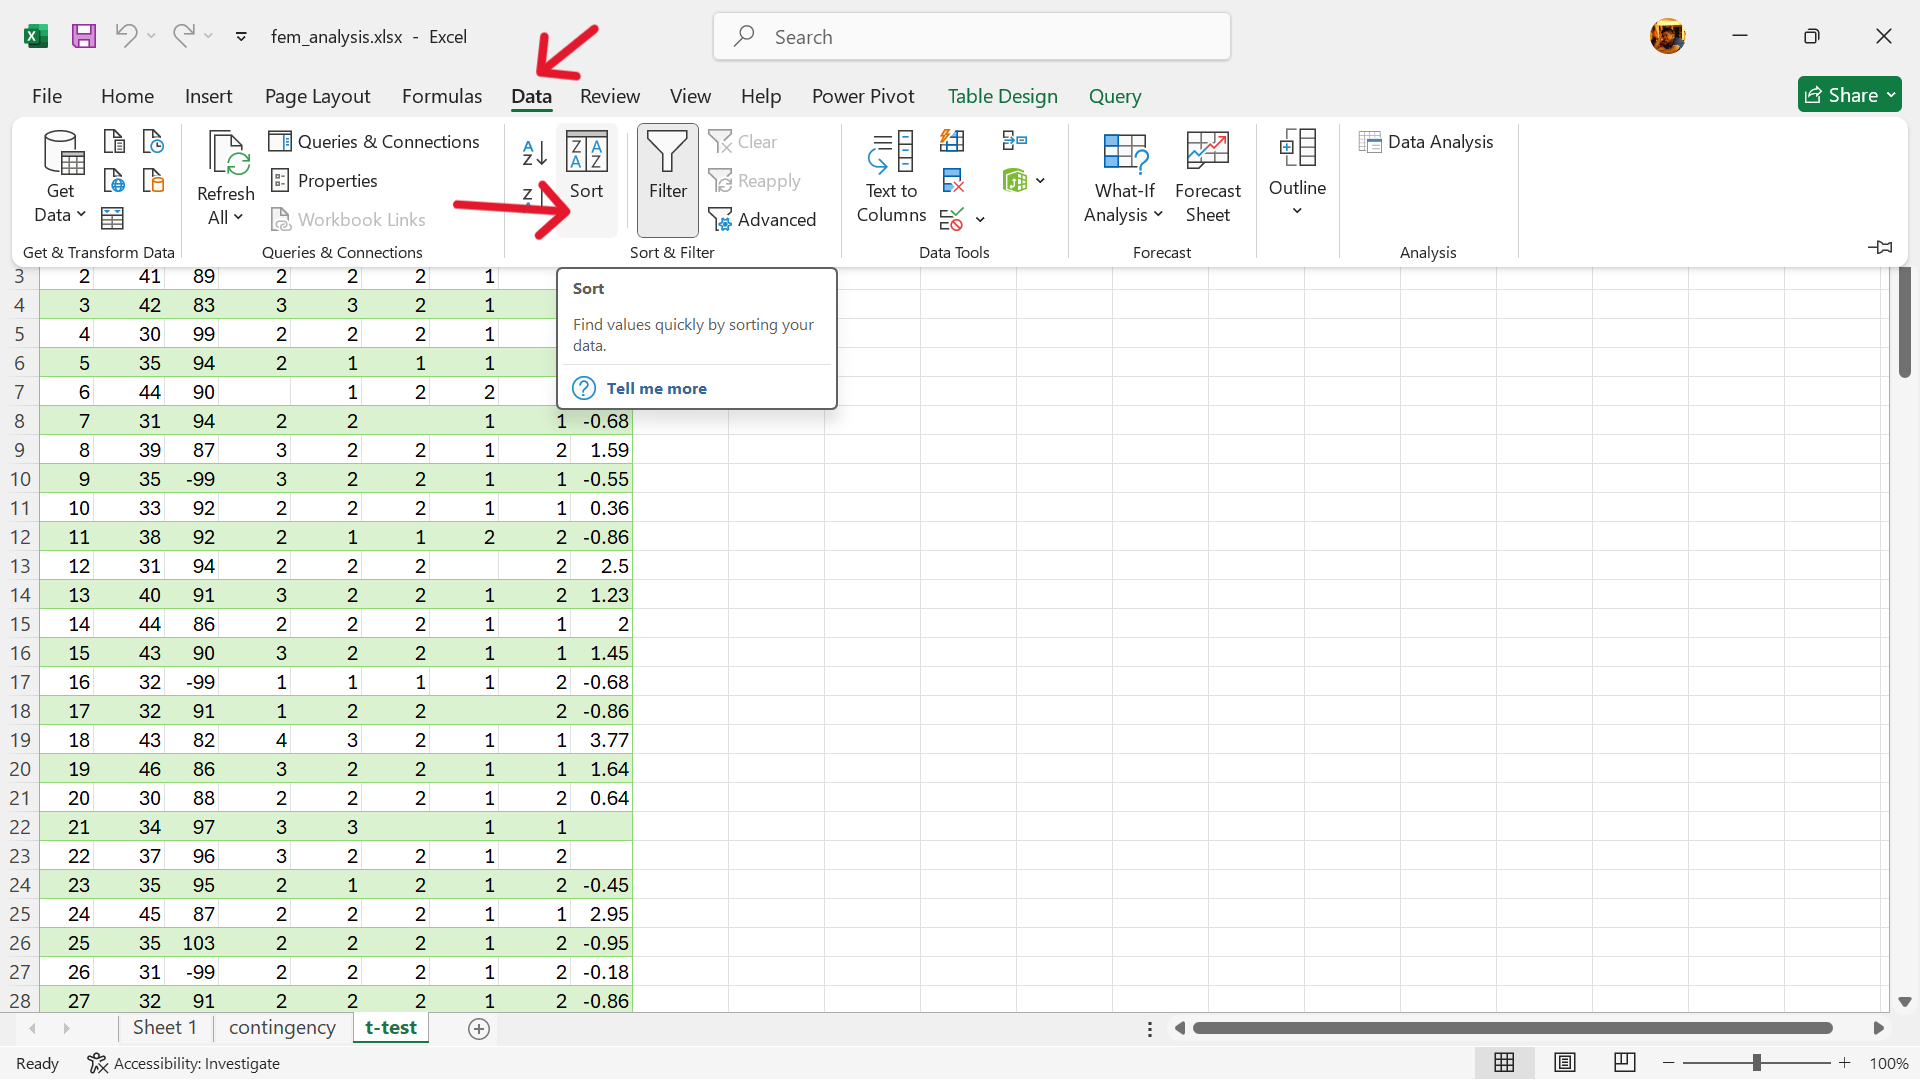 fem_analysis.xlsx - Excel
Search
File Home Insert Page Layout Formulas Data Review View Help Power Pivot Table Design Query Share
Get Data
Refresh All
Queries & Connections
Properties
Workbook Links
A Z
Z
Z A A Z
Sort
Filter
Clear
Reapply
Advanced
Text to Columns
What-If Analysis
Forecast Sheet
Outline
Data Analysis
Get & Transform Data Queries & Connections Sort & Filter Data Tools Forecast Analysis
Sort
Find values quickly by sorting your
data.
Tell me more
3 2 41 89 2 2 2 1
4 3 42 83 3 3 2 1
5 4 30 99 2 2 2 1
6 5 35 94 2 1 1 1
7 6 44 90 1 2 2
8 7 31 94 2 2 1 1 -0.68
9 8 39 87 3 2 2 1 2 1.59
10 9 35 -99 3 2 2 1 1 -0.55
11 10 33 92 2 2 2 1 1 0.36
12 11 38 92 2 1 1 2 2 -0.86
13 12 31 94 2 2 2 2 2.5
14 13 40 91 3 2 2 1 2 1.23
15 14 44 86 2 2 2 1 1 2
16 15 43 90 3 2 2 1 1 1.45
17 16 32 -99 1 1 1 1 2 -0.68
18 17 32 91 1 2 2 2 -0.86
19 18 43 82 4 3 2 1 1 3.77
20 19 46 86 3 2 2 1 1 1.64
21 20 30 88 2 2 2 1 2 0.64
22 21 34 97 3 3 1 1
23 22 37 96 3 2 2 1 2
24 23 35 95 2 1 2 1 2 -0.45
25 24 45 87 2 2 2 1 1 2.95
26 25 35 103 2 2 2 1 2 -0.95
27 26 31 -99 2 2 2 1 2 -0.18
28 27 32 91 2 2 2 1 2 -0.86
Sheet 1 contingency t-test
Ready Accessibility: Investigate 100%